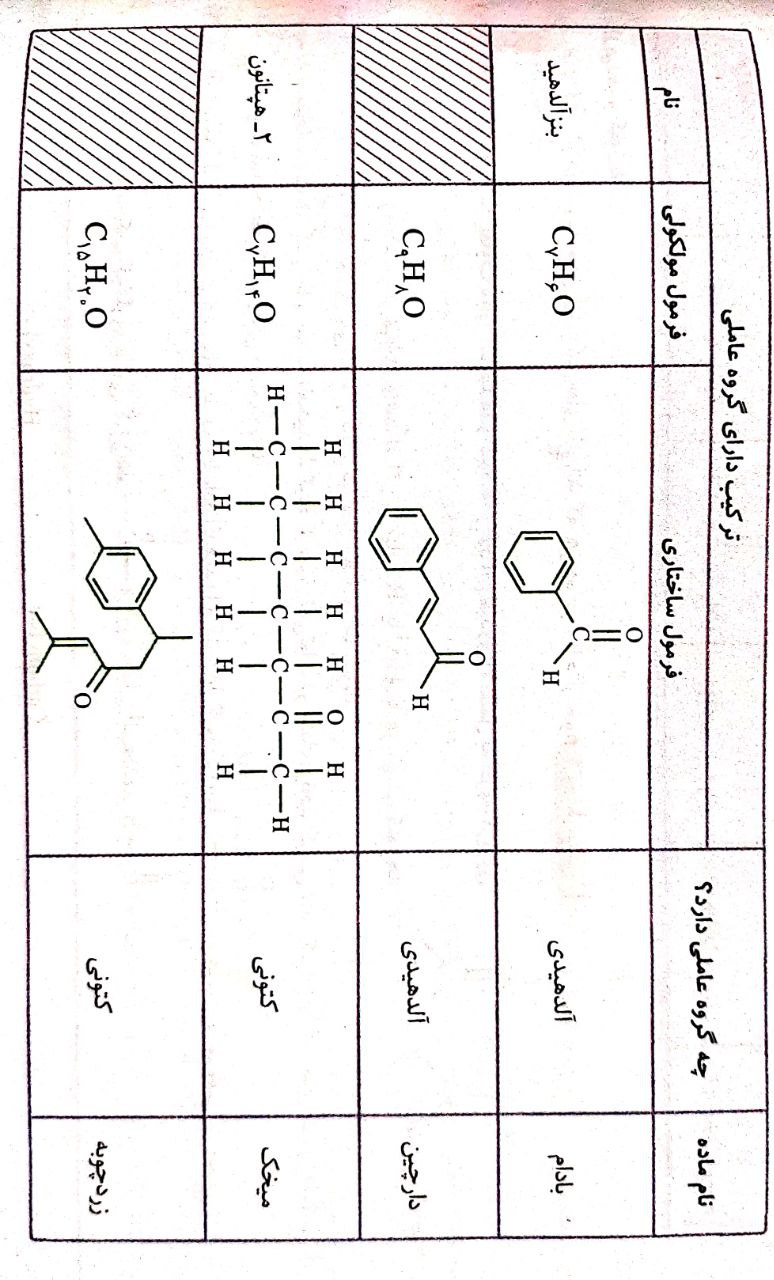 نام ماده
چه گروه عاملی دارد؟
ترکیب دارای گروه عاملی
فرمول ساختاری
فرمول مولکولی
نام
بادام
آلدهیدی
O
C
H
C۷H۶O
بنزآلدهید
دارچین
آلدهیدی
O
H
C۹H۸O
میخک
کتونی
H H H H H O H
H—C—C—C—C—C—C—C—H
H H H H H H
C۷H۱۴O
۲ـ هپتانون
زردچوبه
کتونی
O
C۱۵H۲۰O